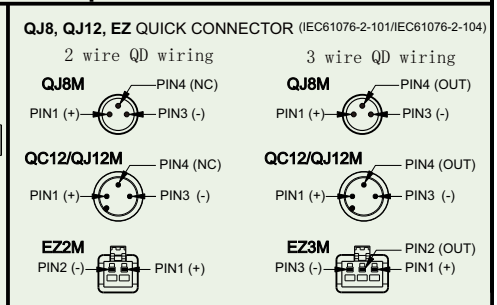 QJ8, QJ12, EZ QUICK CONNECTOR (IEC61076-2-101/IEC61076-2-104)
2 wire QD wiring
QJ8M
PIN4 (NC)
PIN1 (+)
PIN3 (-)
QC12/QJ12M
PIN4 (NC)
PIN1 (+)
PIN3 (-)
EZ2M
PIN2 (-)
PIN1 (+)
3 wire QD wiring
QJ8M
PIN4 (OUT)
PIN1 (+)
PIN3 (-)
QC12/QJ12M
PIN4 (OUT)
PIN1 (+)
PIN3 (-)
EZ3M
PIN2 (OUT)
PIN3 (-)
PIN1 (+)